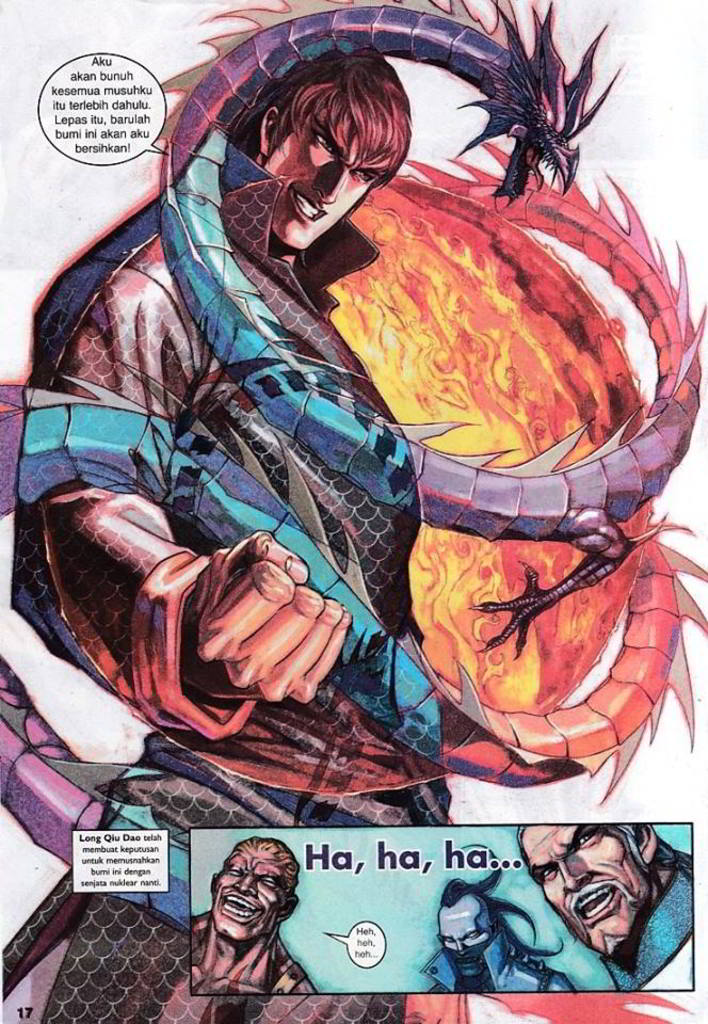 Aku
akan bunuh
kesemua musuhku
itu terlebih dahulu.
Lepas itu, barulah
bumi ini akan aku
bersihkan!
Long Qiu Dao telah
membuat keputusan
untuk memusnahkan
bumi ini dengan
senjata nuklear nanti.
Ha, ha, ha...
Heh,
heh,
heh...
17